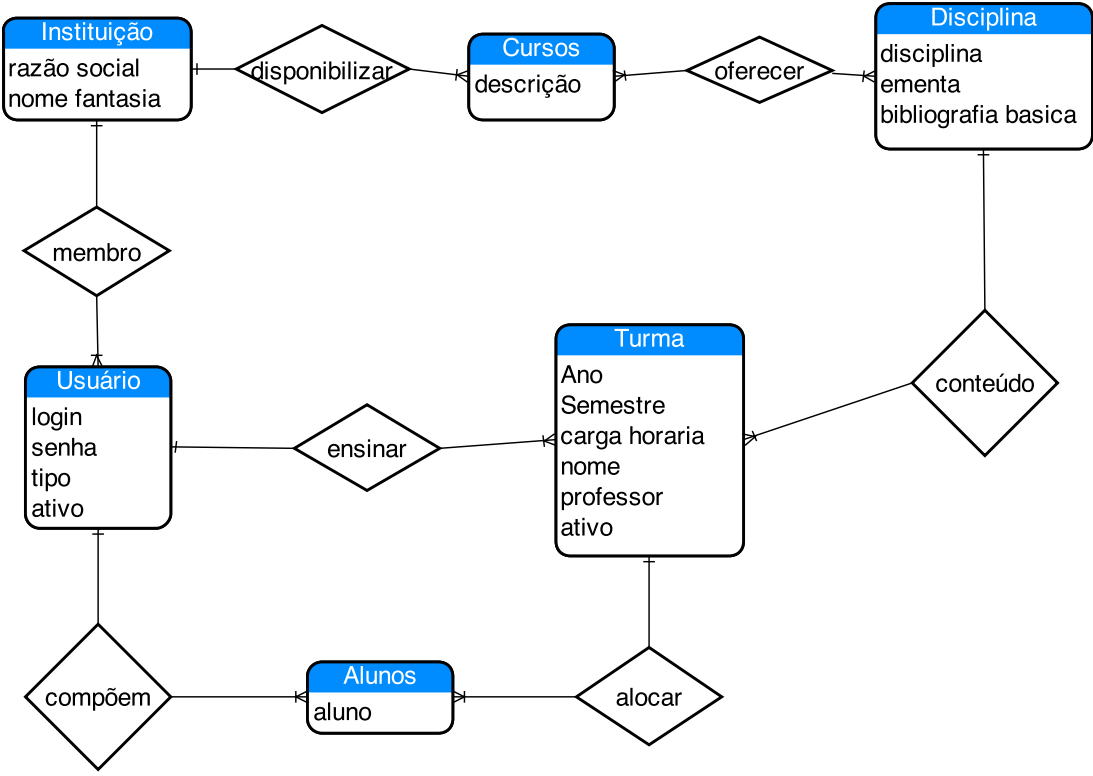 Instituição
razão social
nome fantasia
disponibilizar
Cursos
descrição
oferecer
Disciplina
disciplina
ementa
bibliografia basica
membro
conteúdo
Usuário
login
senha
tipo
ativo
ensinar
Turma
Ano
Semestre
carga horaria
nome
professor
ativo
compõem
Alunos
aluno
alocar